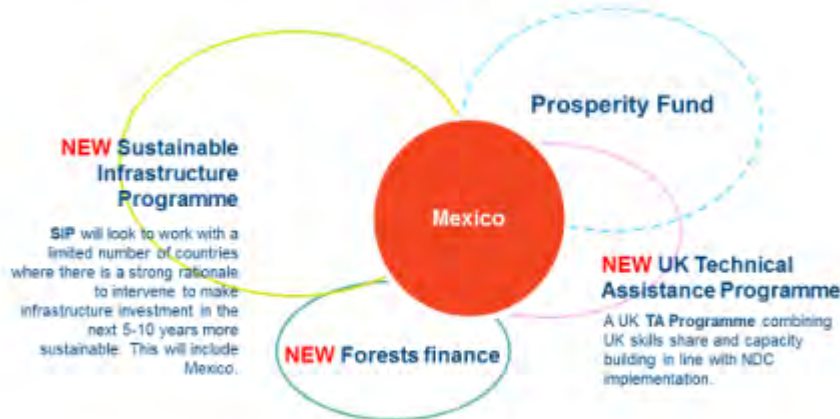 Prosperity Fund
NEW Sustainable
Infrastructure
Programme
SIP will look to work with a
limited number of countries
where there is a strong rationale
to intervene to make
infrastructure investment in the
next 5-10 years more
sustainable. This will include
Mexico.
Mexico
NEW UK Technical
Assistance Programme
A UK TA Programme combining
UK skills share and capacity
building in line with NDC
implementation.
NEW Forests finance